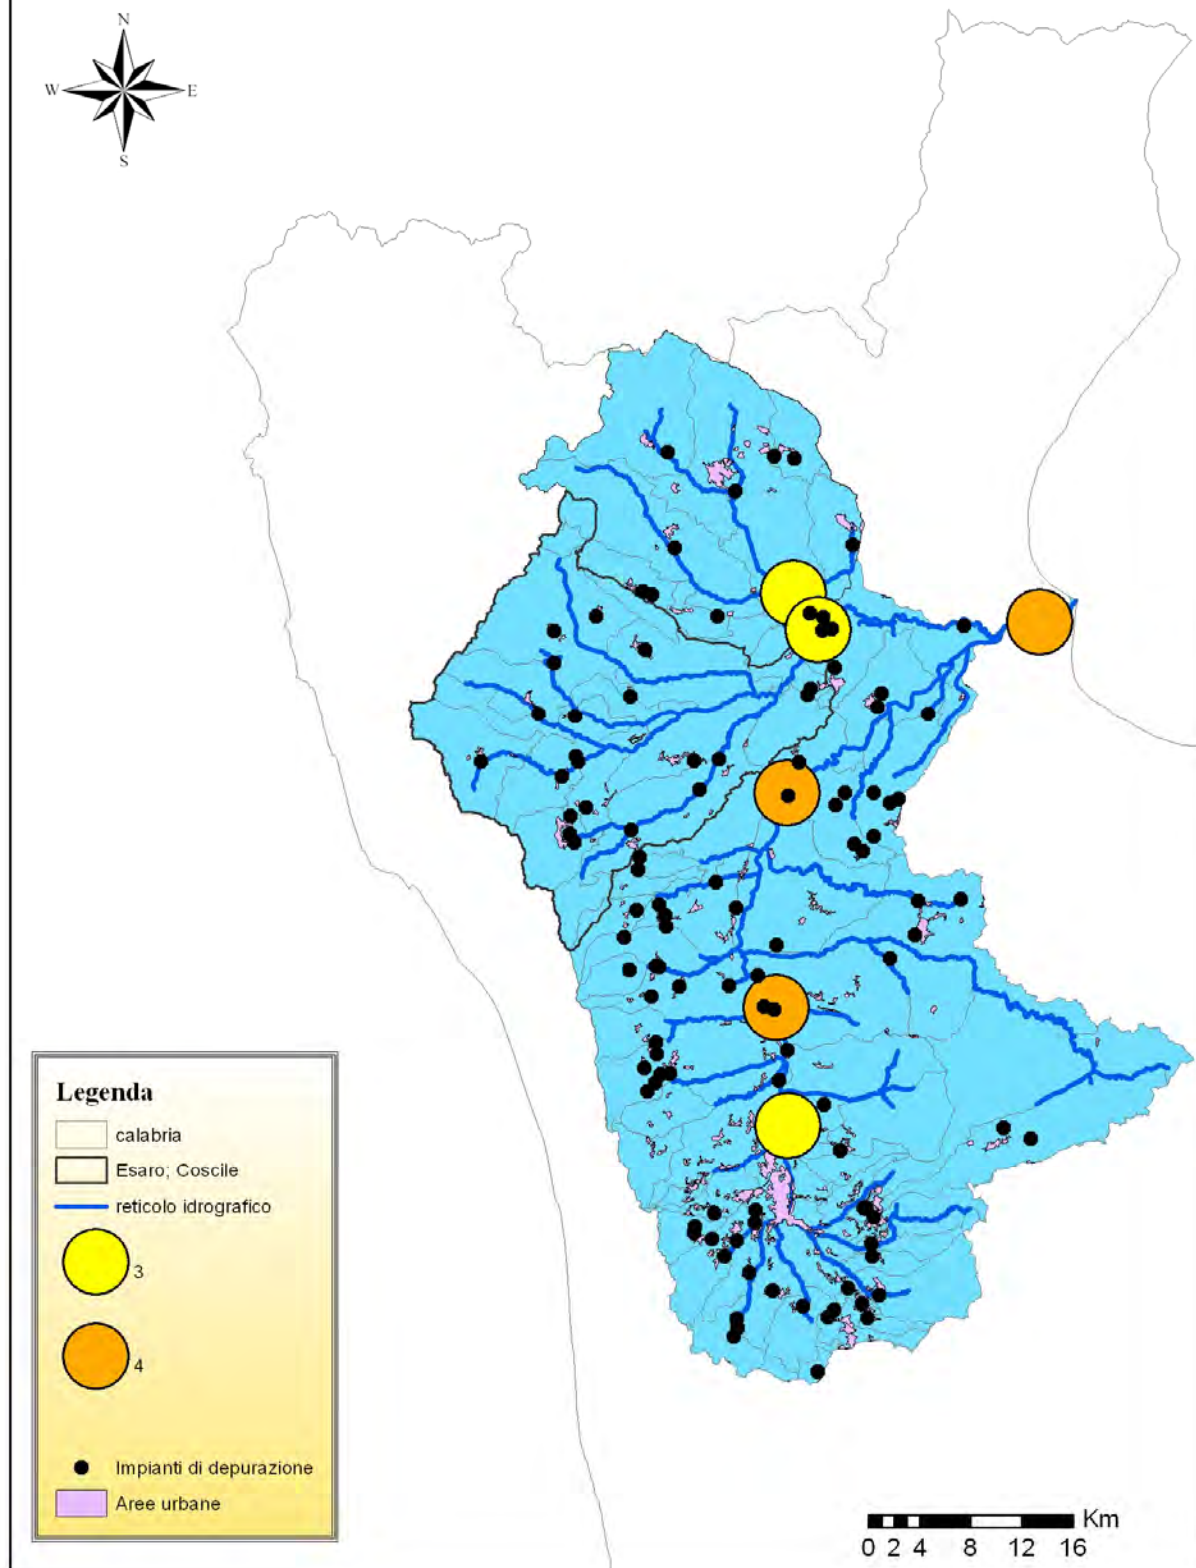 N
W E
S
Legenda
calabria
Esaro; Coscile
reticolo idrografico
3
4
Impianti di depurazione
Aree urbane
Km
0 2 4 8 12 16